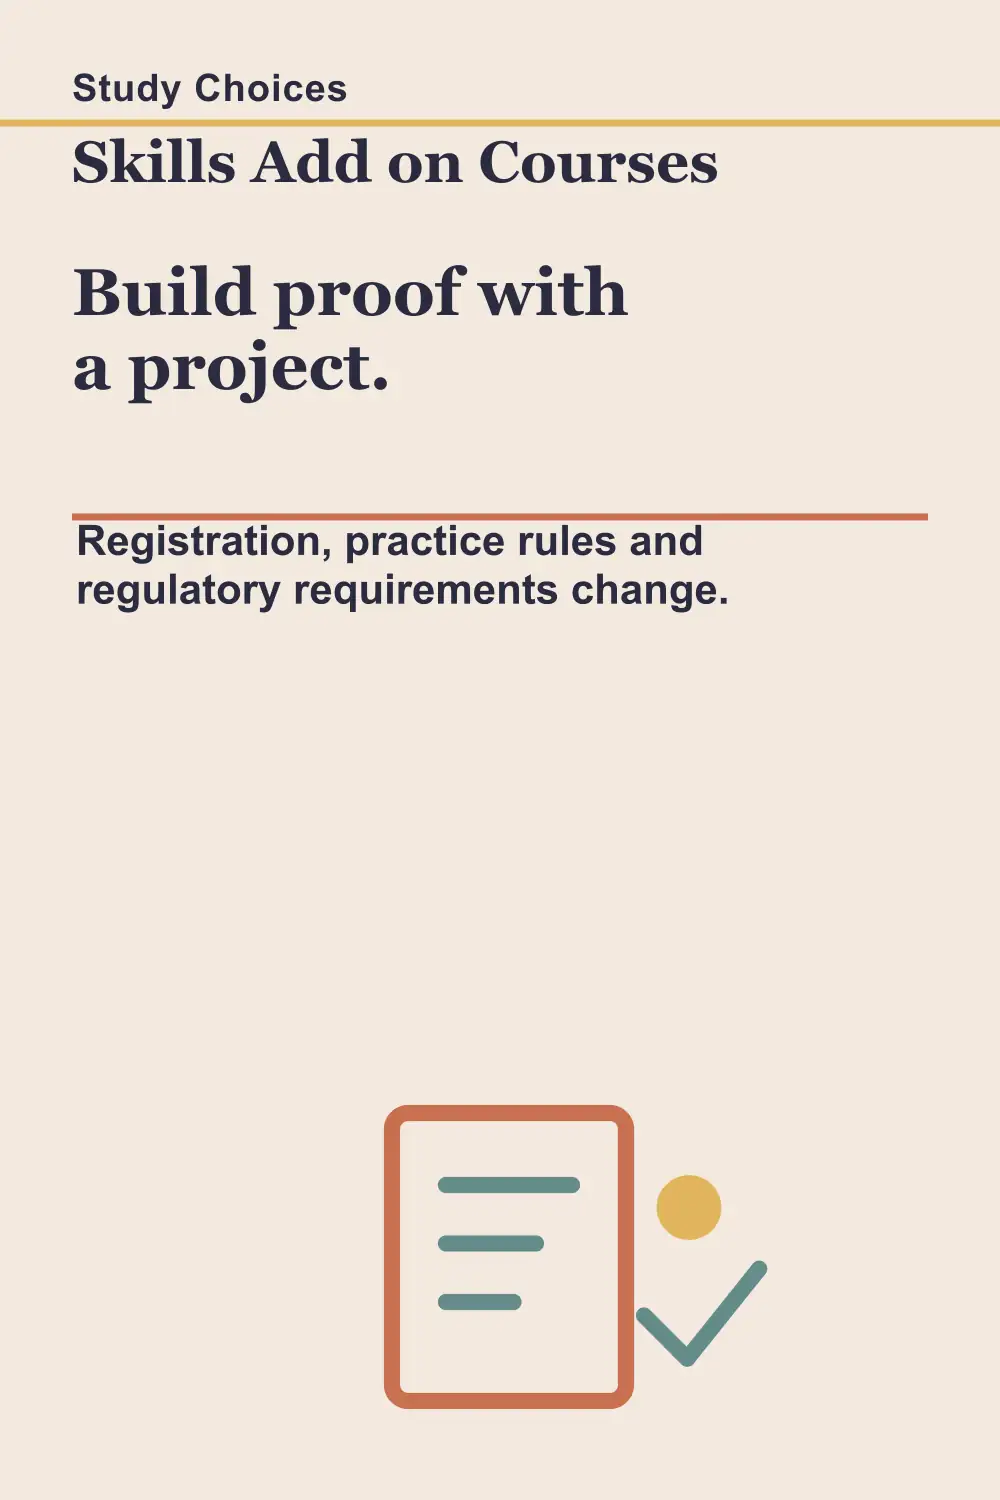 Study Choices
Skills Add on Courses
Build proof with
a project.
Registration, practice rules and
regulatory requirements change.